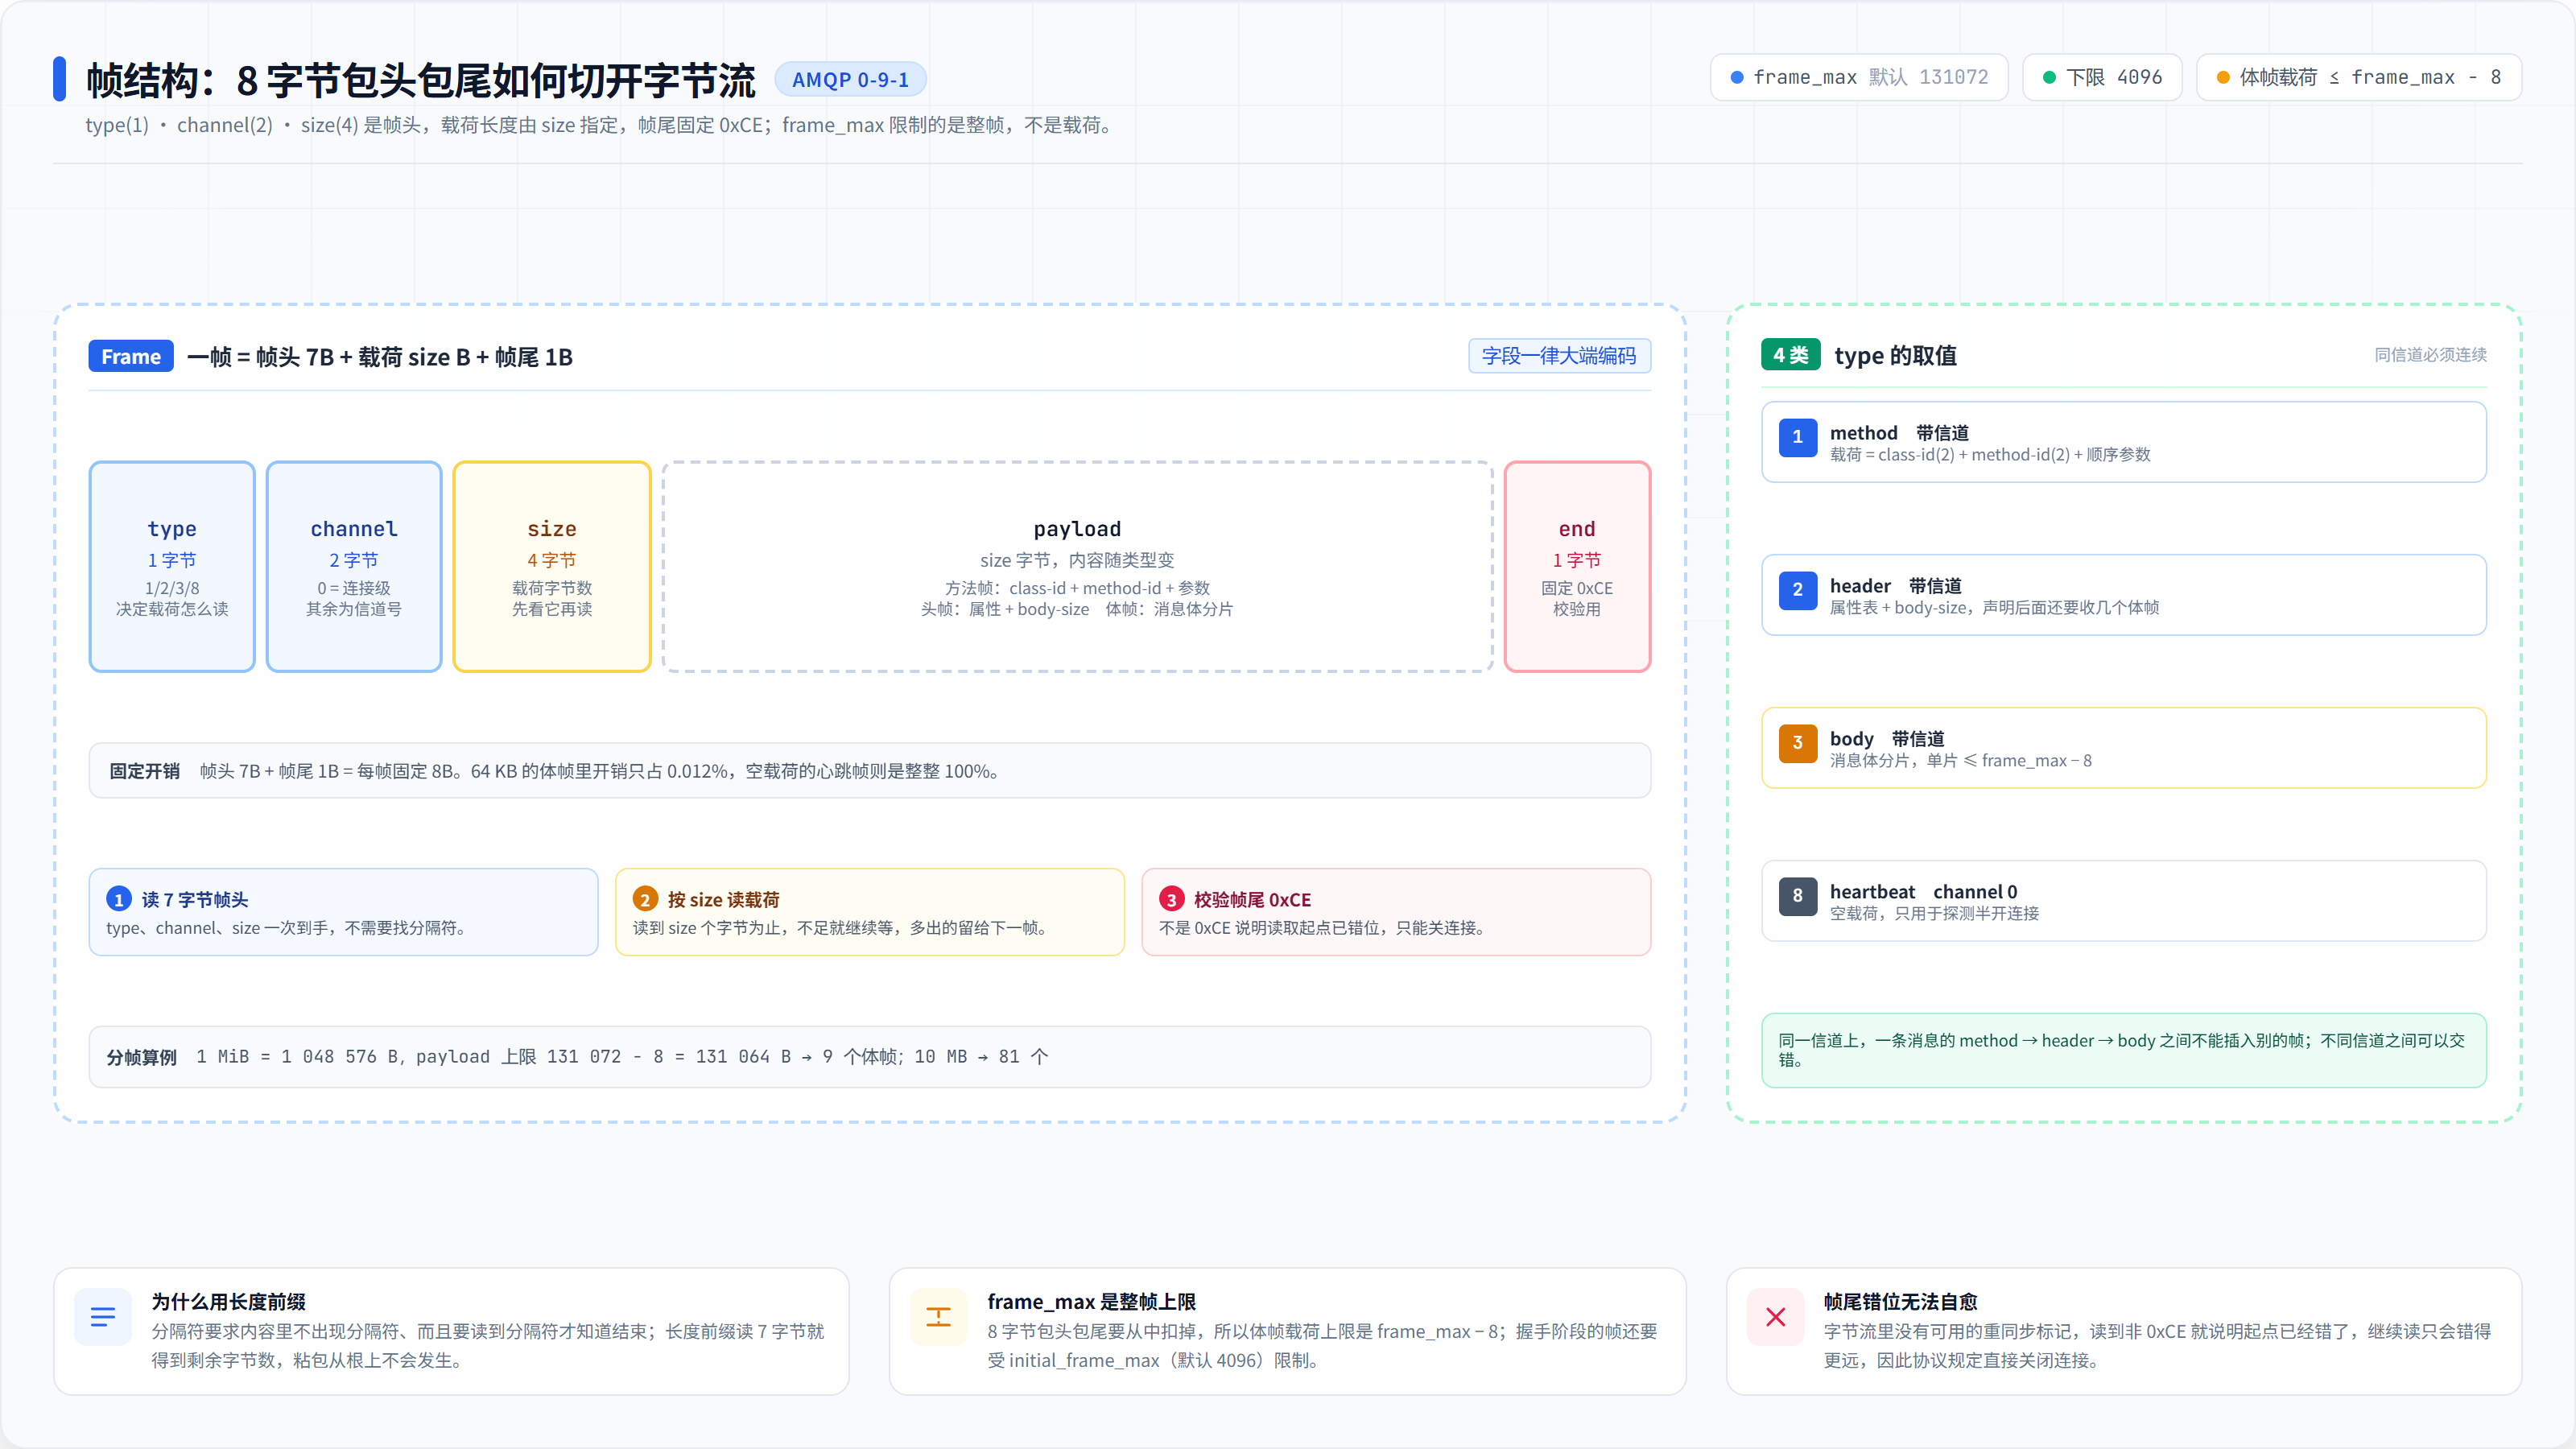 帧结构：8 字节包头包尾如何切开字节流
AMQP 0-9-1
frame_max 默认 131072
下限 4096
体帧载荷 ≤ frame_max - 8
type(1) · channel(2) · size(4) 是帧头，载荷长度由 size 指定，帧尾固定 0xCE；frame_max 限制的是整帧，不是载荷。
Frame
一帧 = 帧头 7B + 载荷 size B + 帧尾 1B
字段一律大端编码
type
1 字节
1/2/3/8
决定载荷怎么读
channel
2 字节
0 = 连接级
其余为信道号
size
4 字节
载荷字节数
先看它再读
payload
size 字节，内容随类型变
方法帧：class-id + method-id + 参数
头帧：属性 + body-size 体帧：消息体分片
end
1 字节
固定 0xCE
校验用
固定开销 帧头 7B + 帧尾 1B = 每帧固定 8B。64 KB 的体帧里开销只占 0.012%，空载荷的心跳帧则是整整 100%。
1 读 7 字节帧头
type、channel、size 一次到手，不需要找分隔符。
2 按 size 读载荷
读到 size 个字节为止，不足就继续等，多出的留给下一帧。
3 校验帧尾 0xCE
不是 0xCE 说明读取起点已错位，只能关连接。
分帧算例 1 MiB = 1 048 576 B，payload 上限 131 072 - 8 = 131 064 B → 9 个体帧；10 MB → 81 个
4 类
type 的取值
同信道必须连续
1
method 带信道
载荷 = class-id(2) + method-id(2) + 顺序参数
2
header 带信道
属性表 + body-size，声明后面还要收几个体帧
3
body 带信道
消息体分片，单片 ≤ frame_max − 8
8
heartbeat channel 0
空载荷，只用于探测半开连接
同一信道上，一条消息的 method → header → body 之间不能插入别的帧；不同信道之间可以交
错。
为什么用长度前缀
分隔符要求内容里不出现分隔符、而且要读到分隔符才知道结束；长度前缀读 7 字节就
得到剩余字节数，粘包从根上不会发生。
frame_max 是整帧上限
8 字节包头包尾要从中扣掉，所以体帧载荷上限是 frame_max − 8；握手阶段的帧还要
受 initial_frame_max（默认 4096）限制。
帧尾错位无法自愈
字节流里没有可用的重同步标记，读到非 0xCE 就说明起点已经错了，继续读只会错得
更远，因此协议规定直接关闭连接。